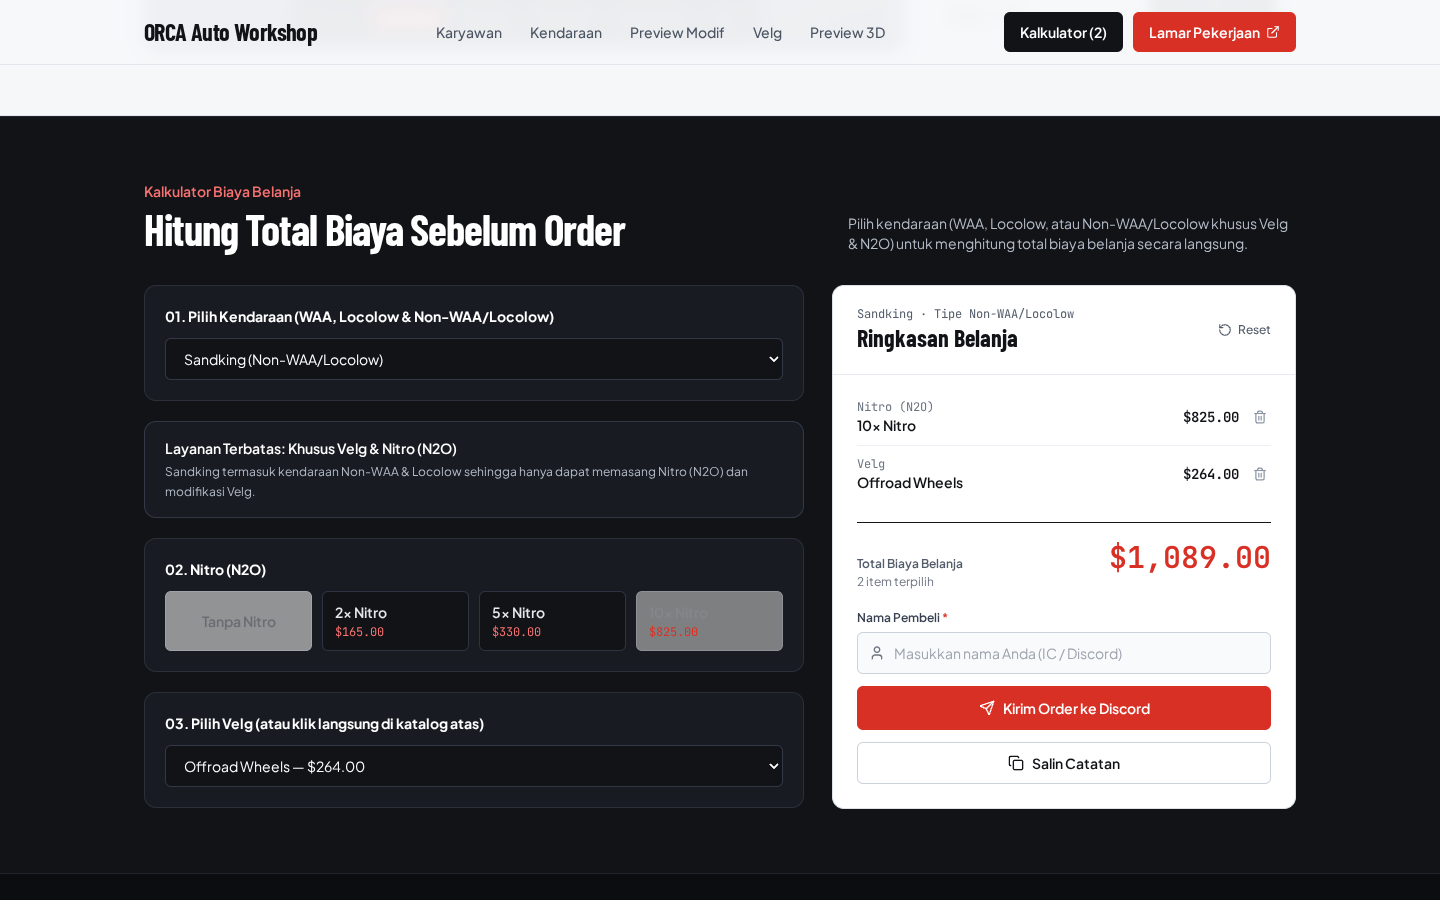 ORCA Auto Workshop
Karyawan
Kendaraan
Preview Modif
Velg
Preview 3D
Kalkulator (2)
Lamar Pekerjaan
Kalkulator Biaya Belanja
Hitung Total Biaya Sebelum Order
Pilih kendaraan (WAA, Locolow, atau Non-WAA/Locolow khusus Velg
& N2O) untuk menghitung total biaya belanja secara langsung.
01. Pilih Kendaraan (WAA, Locolow & Non-WAA/Locolow)
Sandking (Non-WAA/Locolow)
Layanan Terbatas: Khusus Velg & Nitro (N2O)
Sandking termasuk kendaraan Non-WAA & Locolow sehingga hanya dapat memasang Nitro (N2O) dan
modifikasi Velg.
02. Nitro (N2O)
Tanpa Nitro
2× Nitro
$165.00
5× Nitro
$330.00
10× Nitro
$825.00
03. Pilih Velg (atau klik langsung di katalog atas)
Offroad Wheels — $264.00
Sandking · Tipe Non-WAA/Locolow
Ringkasan Belanja
Reset
Nitro (N2O)
10× Nitro
$825.00
Velg
Offroad Wheels
$264.00
Total Biaya Belanja
2 item terpilih
$1,089.00
Nama Pembeli *
Masukkan nama Anda (IC / Discord)
Kirim Order ke Discord
Salin Catatan